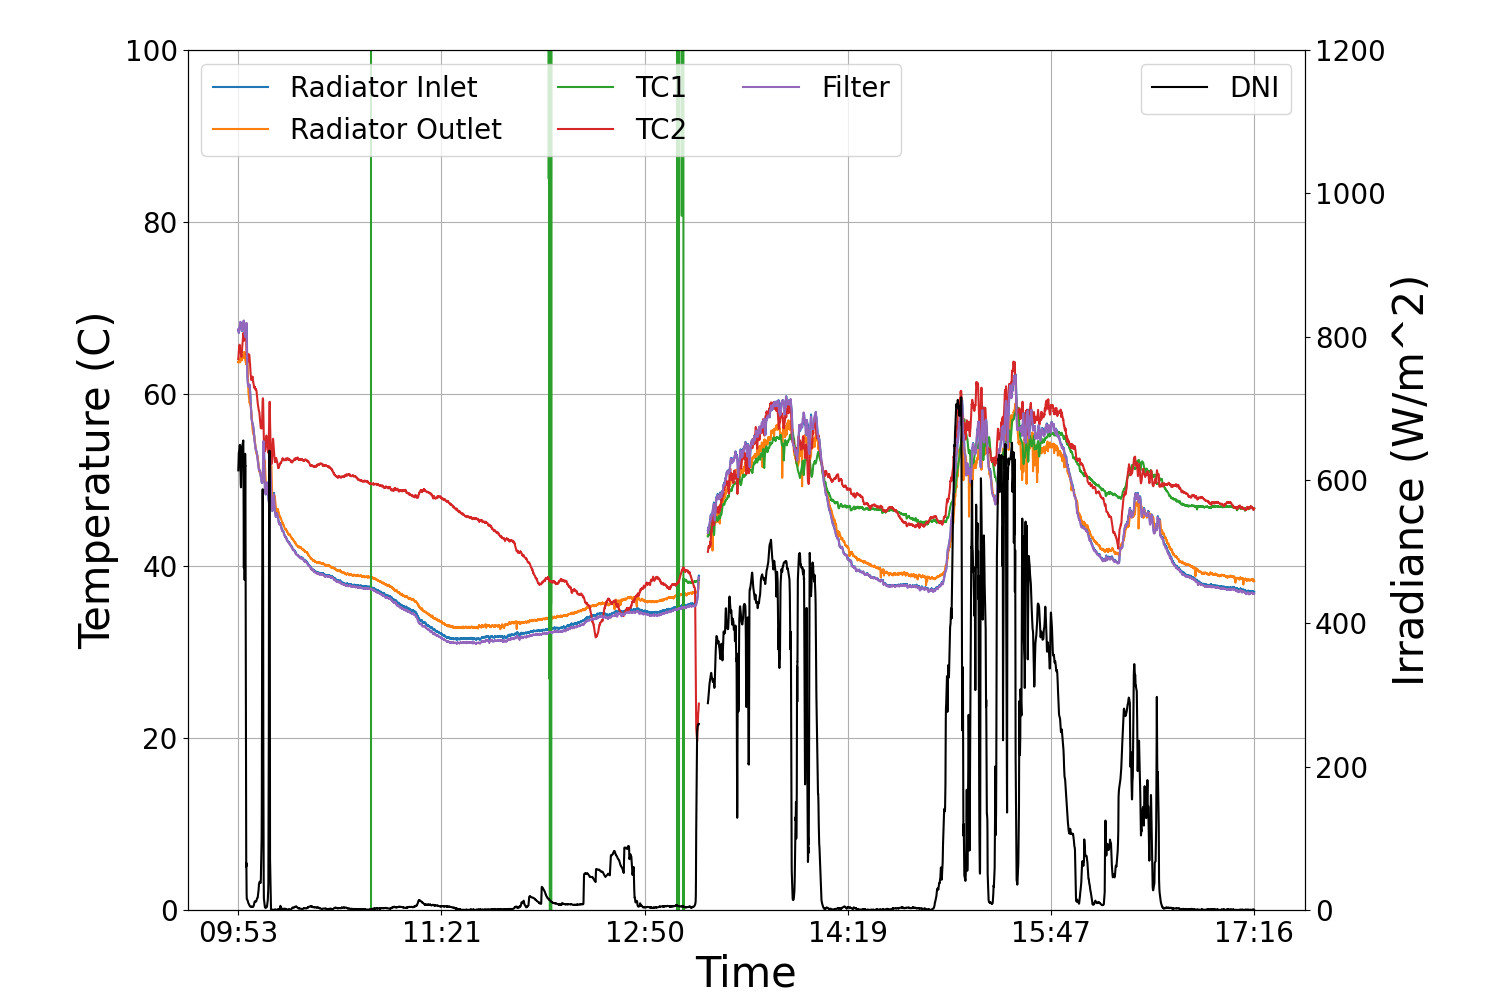 100
80
60
40
20
0
Temperature (C)
Radiator Inlet
Radiator Outlet
TC1
TC2
Filter
DNI
1200
1000
800
600
400
200
0
Irradiance (W/m^2)
09:53 11:21 12:50 14:19 15:47 17:16
Time